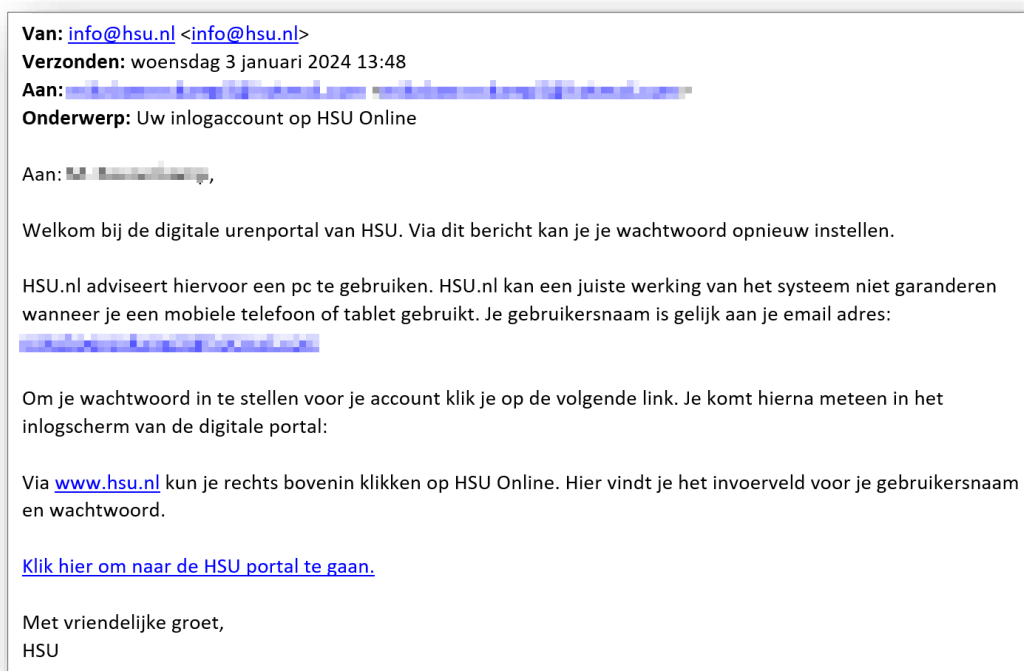 Van: info@hsu.nl <info@hsu.nl>
Verzonden: woensdag 3 januari 2024 13:48
Aan:
Onderwerp: Uw inlogaccount op HSU Online
Aan: ,
Welkom bij de digitale urenportal van HSU. Via dit bericht kan je je wachtwoord opnieuw instellen.
HSU.nl adviseert hiervoor een pc te gebruiken. HSU.nl kan een juiste werking van het systeem niet garanderen
wanneer je een mobiele telefoon of tablet gebruikt. Je gebruikersnaam is gelijk aan je email adres:
Om je wachtwoord in te stellen voor je account klik je op de volgende link. Je komt hierna meteen in het
inlogscherm van de digitale portal:
Via www.hsu.nl kun je rechts bovenin klikken op HSU Online. Hier vindt je het invoerveld voor je gebruikersnaam
en wachtwoord.
Klik hier om naar de HSU portal te gaan.
Met vriendelijke groet,
HSU